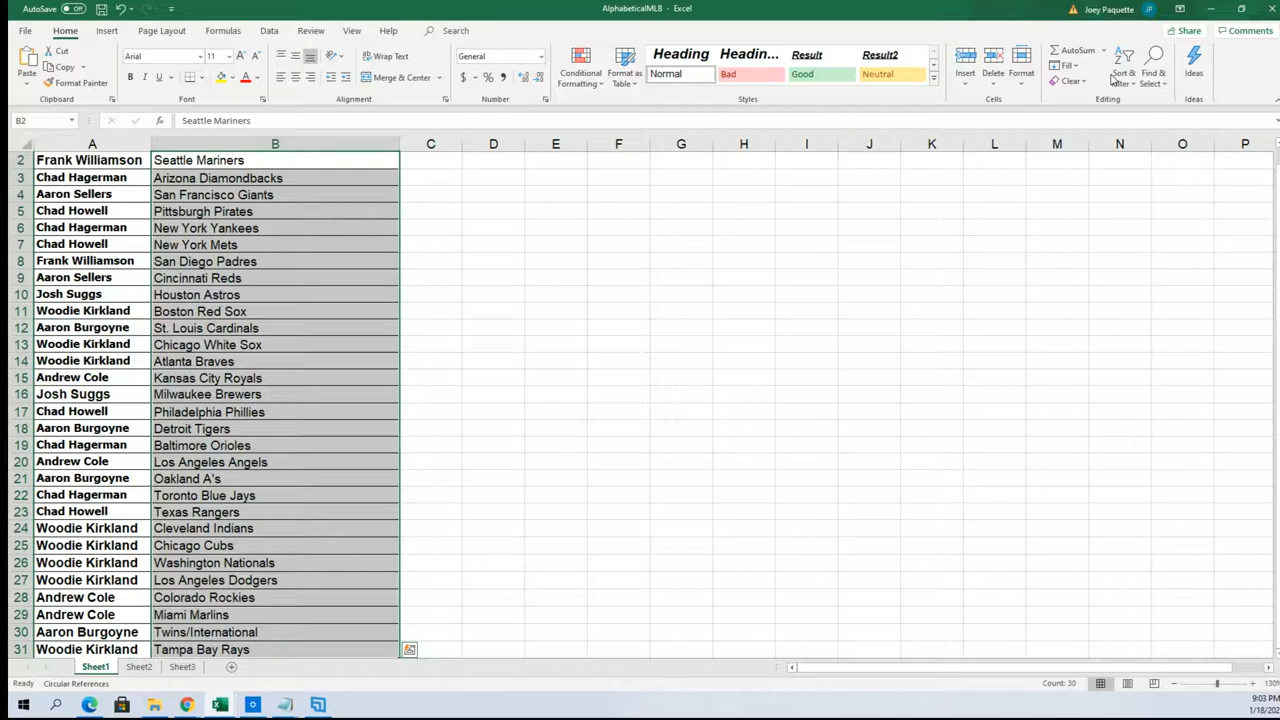 AutoSave Off AlphabeticalMLB - Excel Joey Paquette JP
File Home Insert Page Layout Formulas Data Review View Help Search Share Comments
Paste Cut Copy Format Painter Clipboard
Arial 11 A A B I U A Font
Wrap Text Merge & Center Alignment
General $ % Number
Conditional Formatting Format as Table
Heading Headin... Result Result2
Normal Bad Good Neutral
Styles
Insert Delete Format Cells
AutoSum Fill Clear Sort & Find & Select Editing
Ideas Ideas
B2 fx Seattle Mariners
A B C D E F G H I J K L M N O P
2 Frank Williamson Seattle Mariners
3 Chad Hagerman Arizona Diamondbacks
4 Aaron Sellers San Francisco Giants
5 Chad Howell Pittsburgh Pirates
6 Chad Hagerman New York Yankees
7 Chad Howell New York Mets
8 Frank Williamson San Diego Padres
9 Aaron Sellers Cincinnati Reds
10 Josh Suggs Houston Astros
11 Woodie Kirkland Boston Red Sox
12 Aaron Burgoyne St. Louis Cardinals
13 Woodie Kirkland Chicago White Sox
14 Woodie Kirkland Atlanta Braves
15 Andrew Cole Kansas City Royals
16 Josh Suggs Milwaukee Brewers
17 Chad Howell Philadelphia Phillies
18 Aaron Burgoyne Detroit Tigers
19 Chad Hagerman Baltimore Orioles
20 Andrew Cole Los Angeles Angels
21 Aaron Burgoyne Oakland A's
22 Chad Hagerman Toronto Blue Jays
23 Chad Howell Texas Rangers
24 Woodie Kirkland Cleveland Indians
25 Woodie Kirkland Chicago Cubs
26 Woodie Kirkland Washington Nationals
27 Woodie Kirkland Los Angeles Dodgers
28 Andrew Cole Colorado Rockies
29 Andrew Cole Miami Marlins
30 Aaron Burgoyne Twins/International
31 Woodie Kirkland Tampa Bay Rays
Sheet1 Sheet2 Sheet3
Ready Circular References Count: 30 130%
9:03 PM
1/18/202